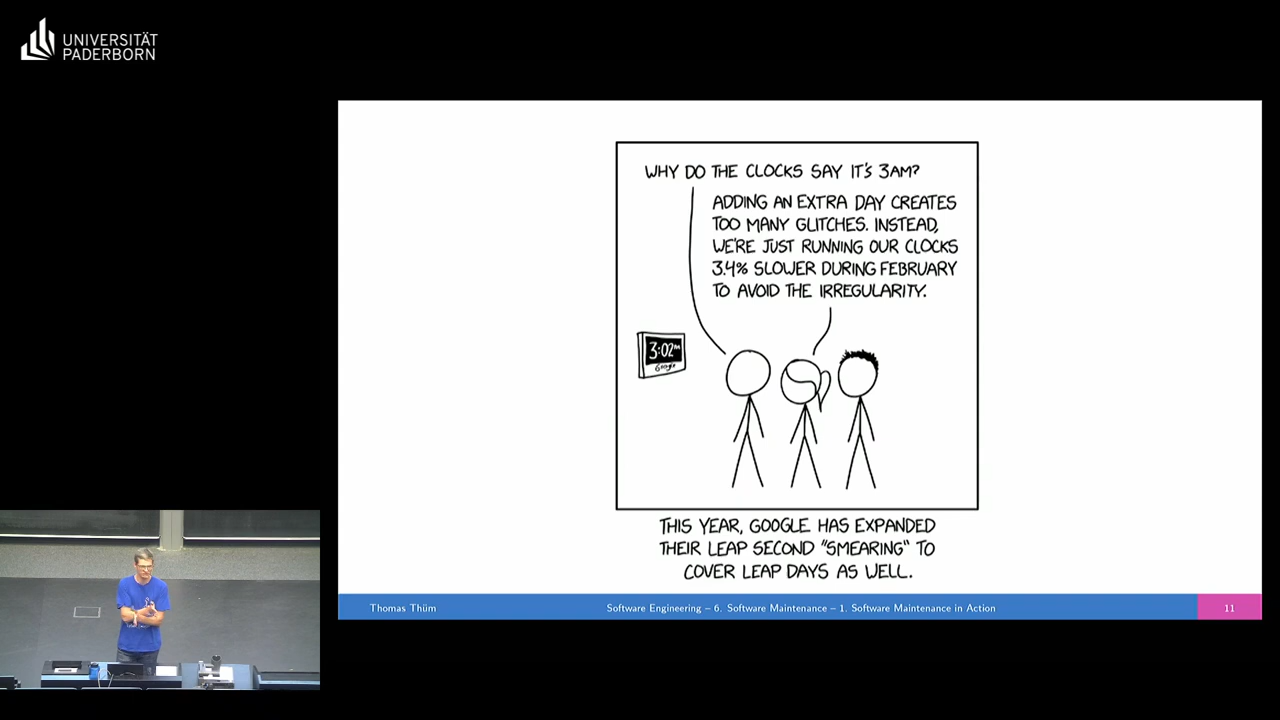 UNIVERSITÄT
PADERBORN
WHY DO THE CLOCKS SAY IT'S 3AM?
ADDING AN EXTRA DAY CREATES
TOO MANY GLITCHES. INSTEAD,
WE'RE JUST RUNNING OUR CLOCKS
3.4% SLOWER DURING FEBRUARY
TO AVOID THE IRREGULARITY.
3:02AM
Google
THIS YEAR, GOOGLE HAS EXPANDED
THEIR LEAP SECOND "SMEARING" TO
COVER LEAP DAYS AS WELL.
Thomas Thüm
Software Engineering – 6. Software Maintenance – 1. Software Maintenance in Action
11